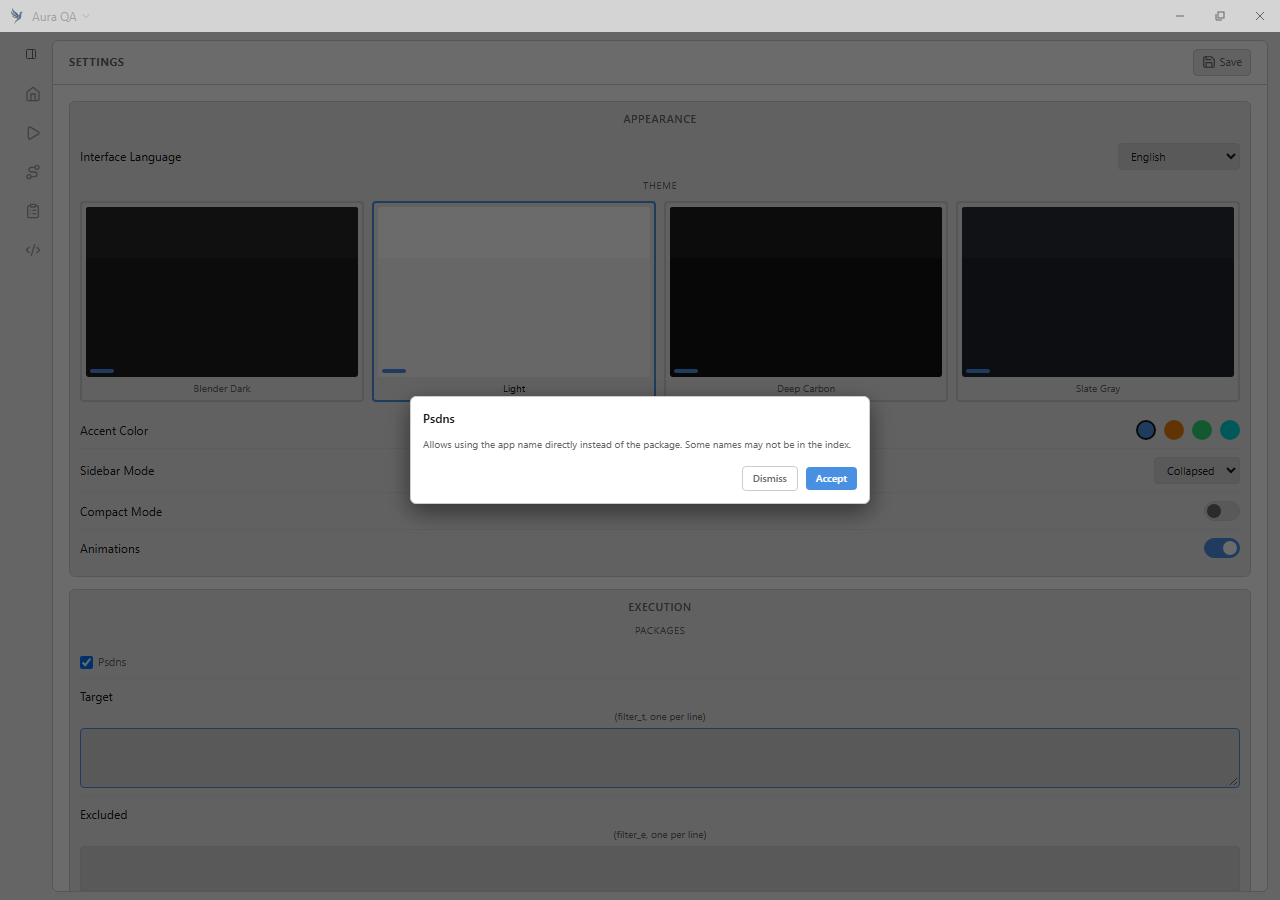 Aura QA
SETTINGS
Save
APPEARANCE
Interface Language
English
THEME
Blender Dark
Light
Deep Carbon
Slate Gray
Accent Color
Sidebar Mode
Collapsed
Compact Mode
Animations
Psdns
Allows using the app name directly instead of the package. Some names may not be in the index.
Dismiss
Accept
EXECUTION
PACKAGES
Psdns
Target
(filter_t, one per line)
Excluded
(filter_e, one per line)